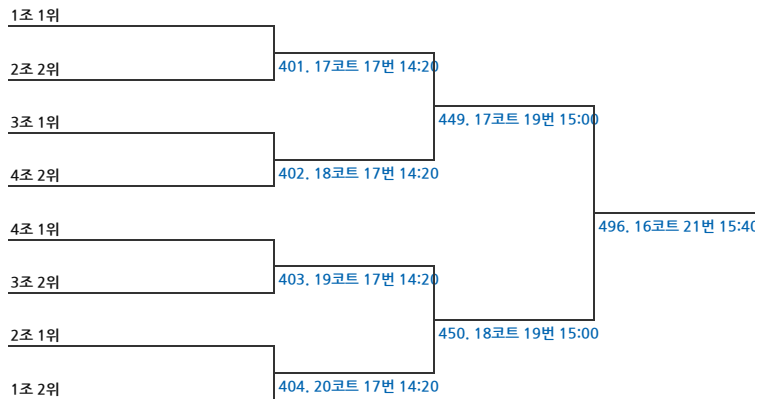 1조 1위
401. 17코트 17번 14:20
2조 2위
449. 17코트 19번 15:00
3조 1위
402. 18코트 17번 14:20
4조 2위
496. 16코트 21번 15:40
4조 1위
403. 19코트 17번 14:20
3조 2위
450. 18코트 19번 15:00
2조 1위
404. 20코트 17번 14:20
1조 2위